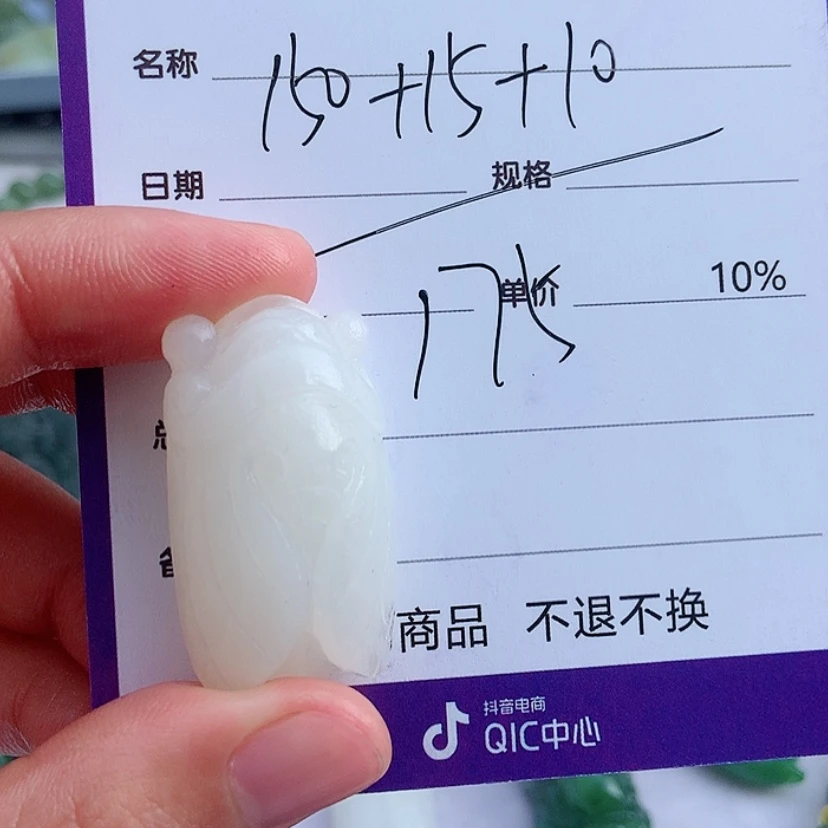 名称 150+15+10
日期 规格
单价 10%
175
总
商品 不退不换
抖音电商
QIC中心